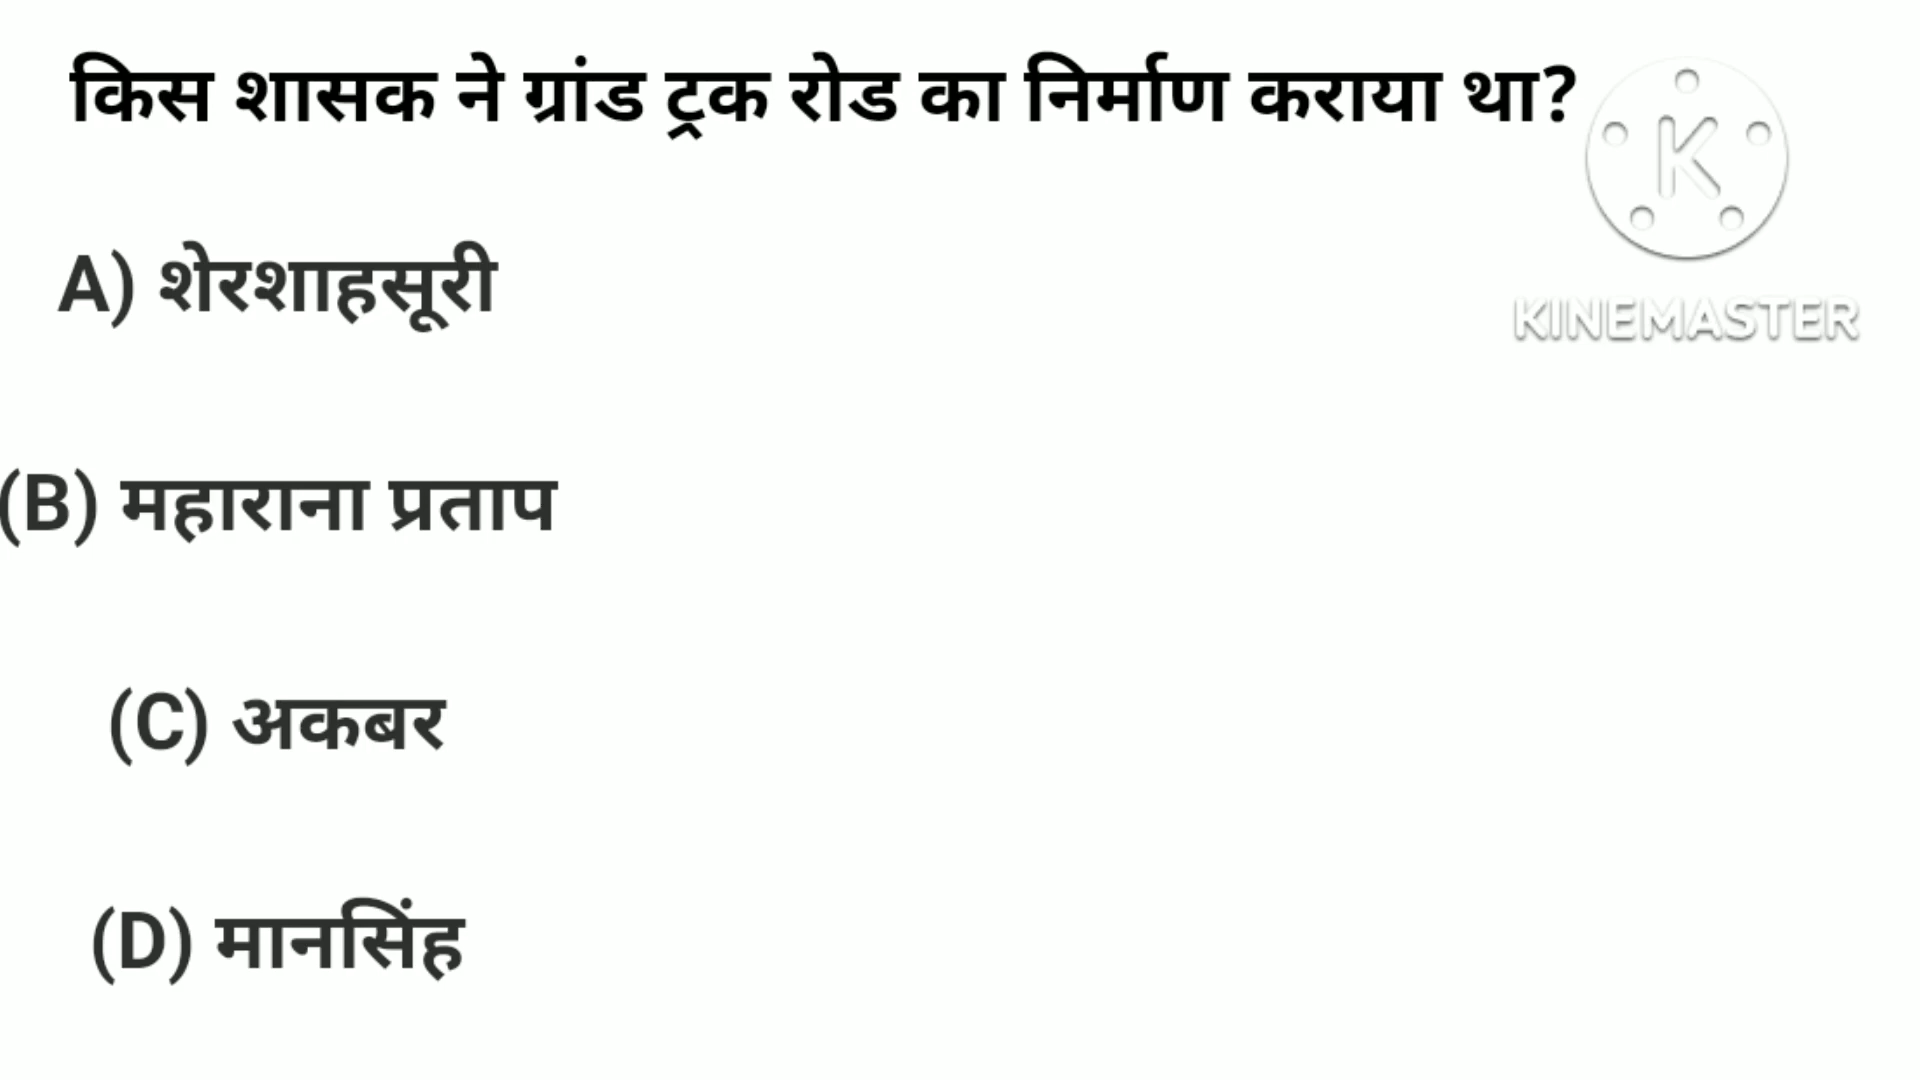 किस शासक ने ग्रांड ट्रक रोड का निर्माण कराया था?
A) शेरशाहसूरी
(B) महाराना प्रताप
(C) अकबर
(D) मानसिंह
K
KINEMASTER